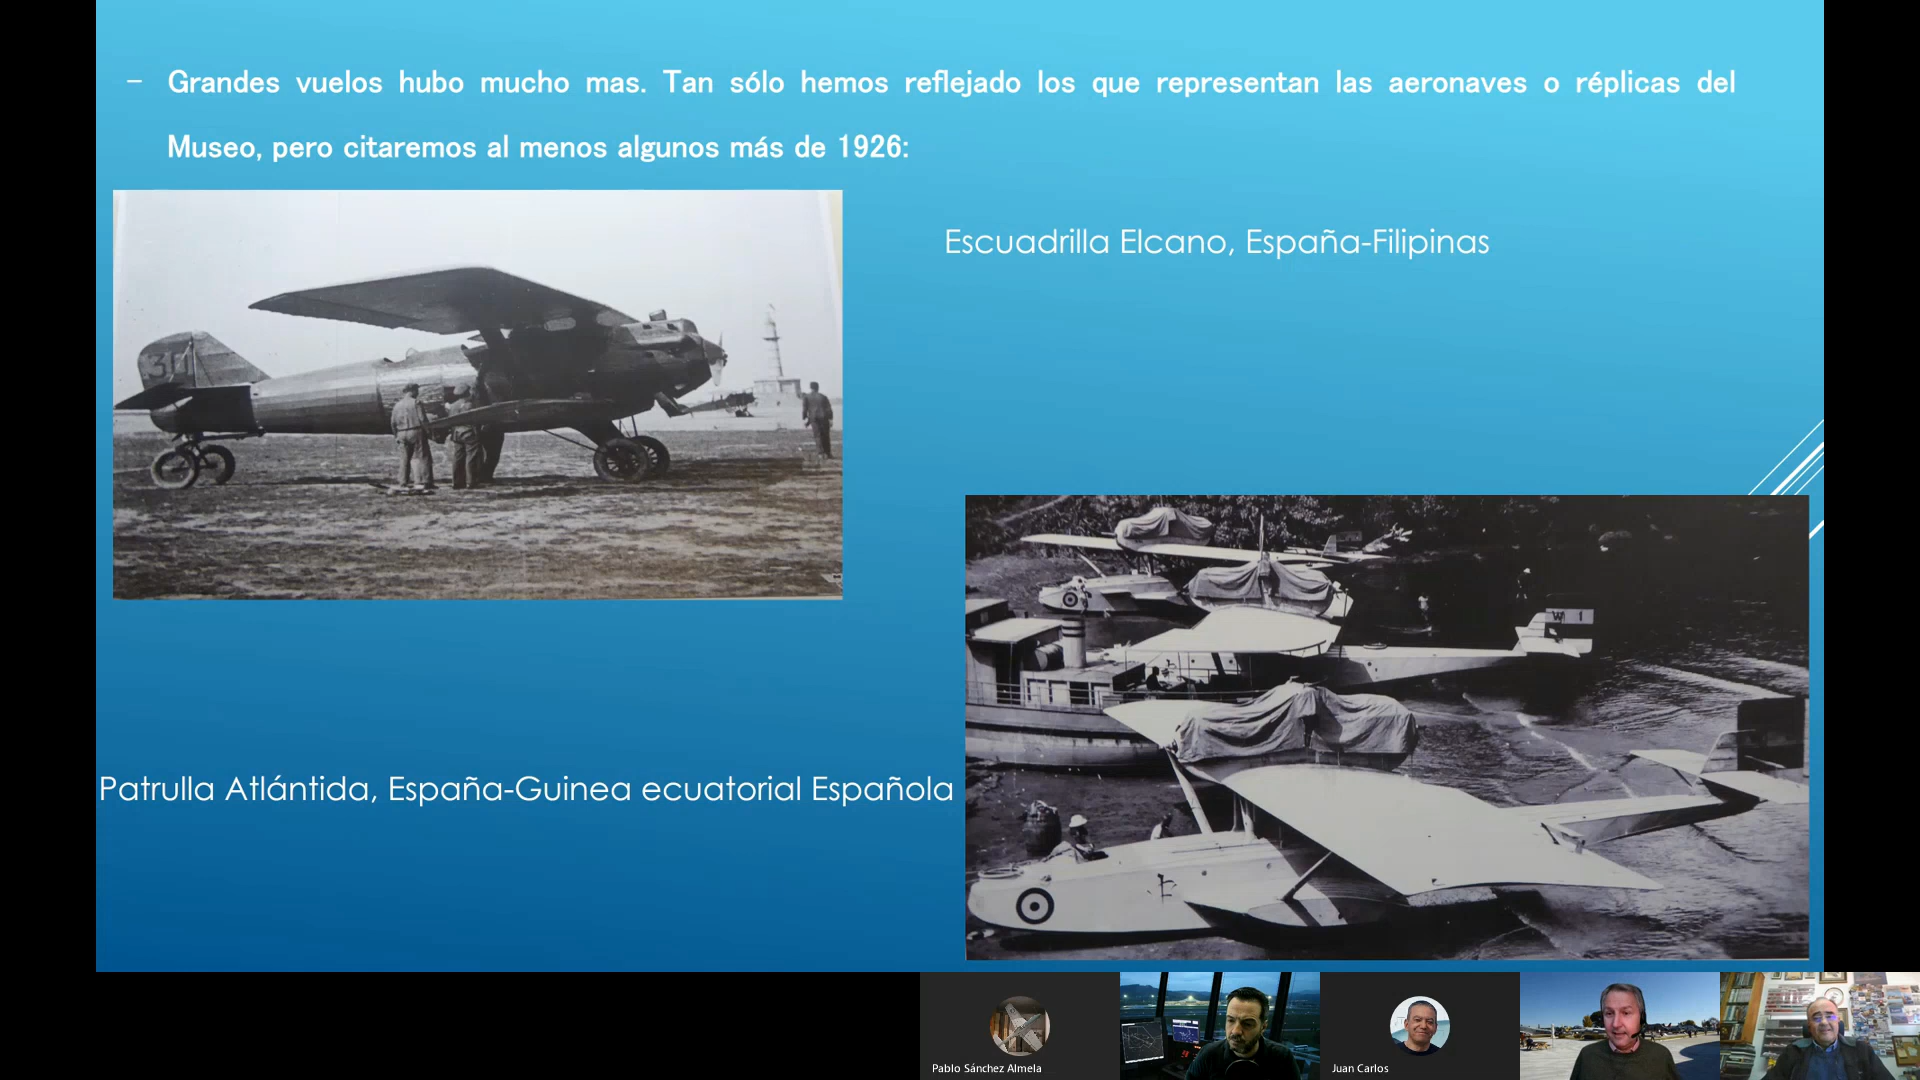 – Grandes vuelos hubo mucho mas. Tan sólo hemos reflejado los que representan las aeronaves o réplicas del
Museo, pero citaremos al menos algunos más de 1926:
Escuadrilla Elcano, España-Filipinas
31
W 1
Patrulla Atlántida, España-Guinea ecuatorial Española
Pablo Sánchez Almela
Juan Carlos